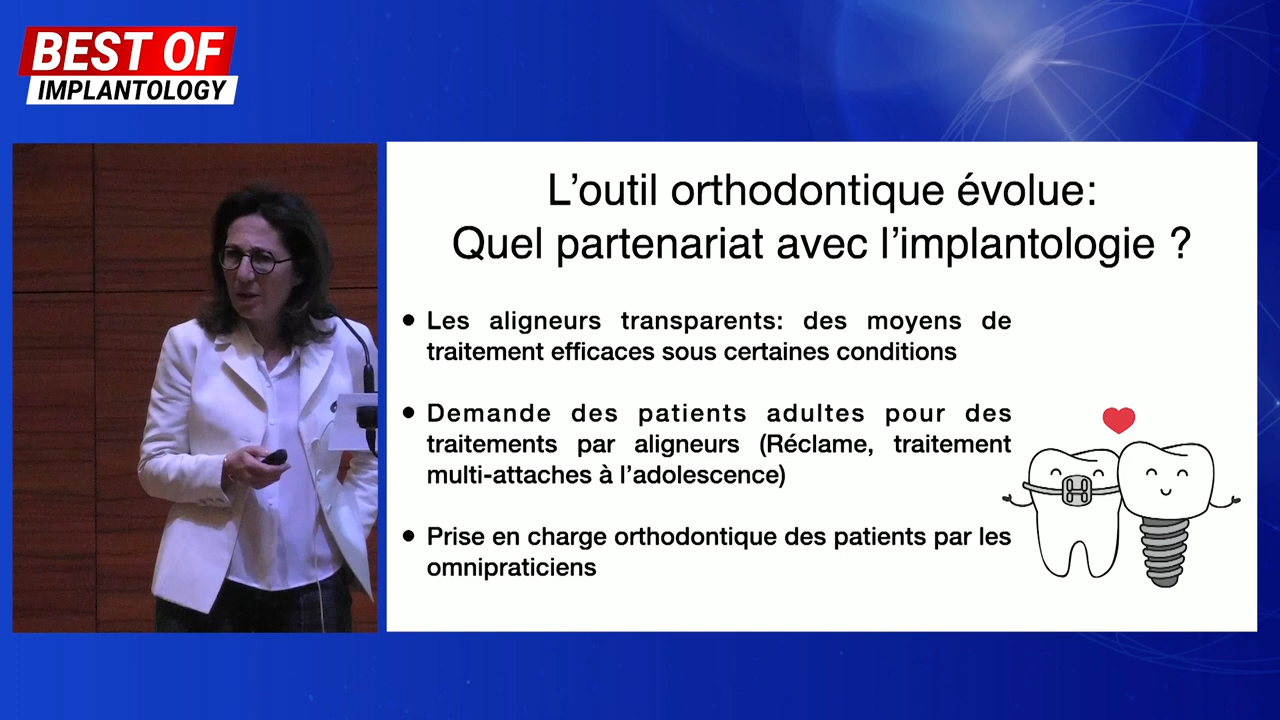 BEST OF
IMPLANTOLOGY
L'outil orthodontique évolue:
Quel partenariat avec l'implantologie ?
• Les aligneurs transparents: des moyens de
traitement efficaces sous certaines conditions
• Demande des patients adultes pour des
traitements par aligneurs (Réclame, traitement
multi-attaches à l'adolescence)
• Prise en charge orthodontique des patients par les
omnipraticiens